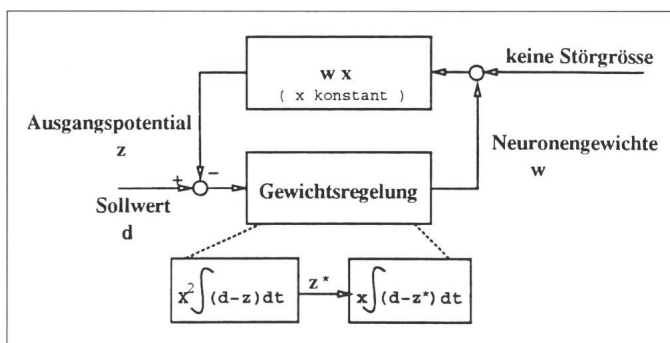 keine Störgrösse
w x
( x konstant )
Ausgangspotential
z
Neuronengewichte
w
+
−
Gewichtsregelung
Sollwert
d
x²∫(d-z)dt
z*
x∫(d-z*)dt